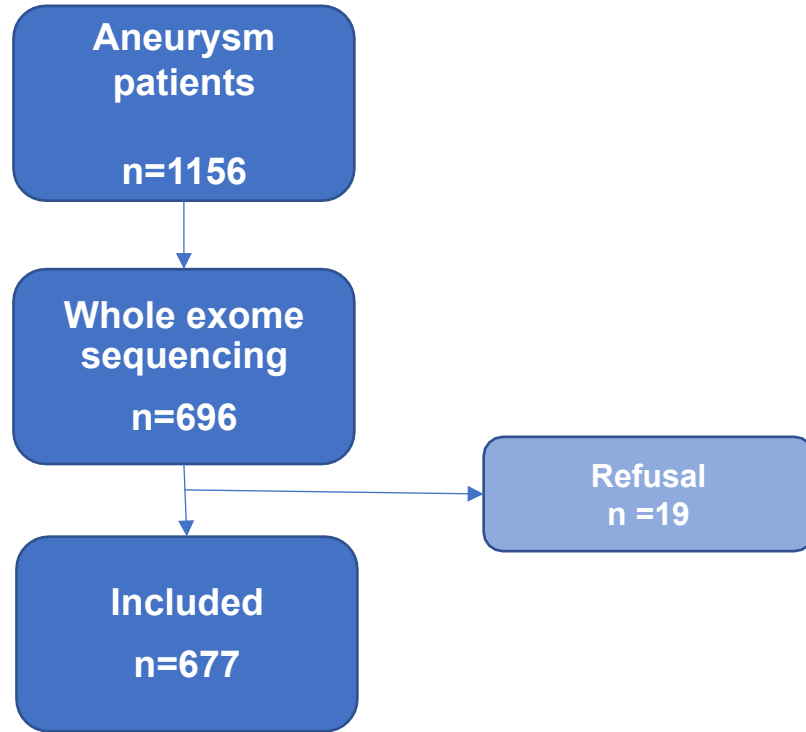 Aneurysm
patients
n=1156
Whole exome
sequencing
n=696
Refusal
n =19
Included
n=677